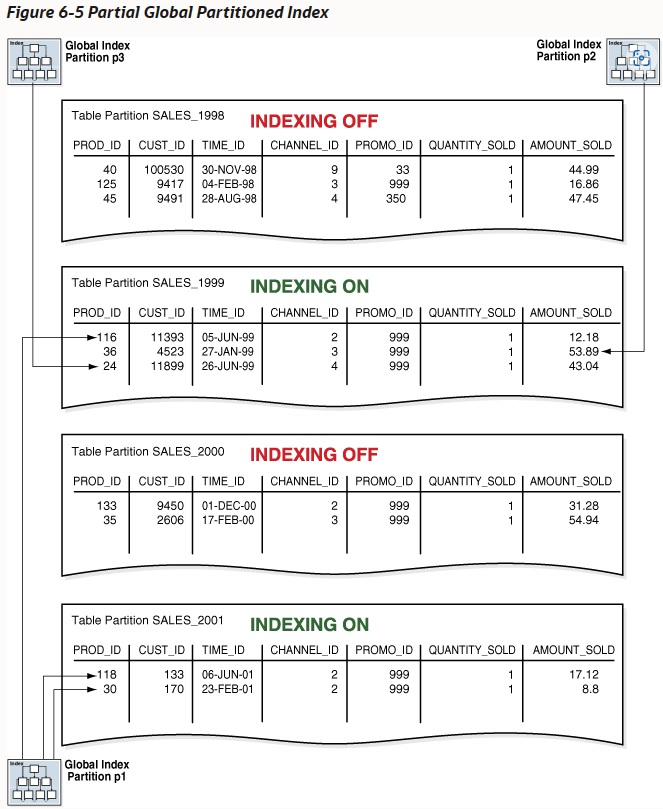 Figure 6-5 Partial Global Partitioned Index
Index
Global Index
Partition p3
Global Index
Partition p2
Index
Table Partition SALES_1998
INDEXING OFF
PROD_ID CUST_ID TIME_ID CHANNEL_ID PROMO_ID QUANTITY_SOLD AMOUNT_SOLD
40 100530 30-NOV-98 9 33 1 44.99
125 9417 04-FEB-98 3 999 1 16.86
45 9491 28-AUG-98 4 350 1 47.45
Table Partition SALES_1999
INDEXING ON
PROD_ID CUST_ID TIME_ID CHANNEL_ID PROMO_ID QUANTITY_SOLD AMOUNT_SOLD
116 11393 05-JUN-99 2 999 1 12.18
36 4523 27-JAN-99 3 999 1 53.89
24 11899 26-JUN-99 4 999 1 43.04
Table Partition SALES_2000
INDEXING OFF
PROD_ID CUST_ID TIME_ID CHANNEL_ID PROMO_ID QUANTITY_SOLD AMOUNT_SOLD
133 9450 01-DEC-00 2 999 1 31.28
35 2606 17-FEB-00 3 999 1 54.94
Table Partition SALES_2001
INDEXING ON
PROD_ID CUST_ID TIME_ID CHANNEL_ID PROMO_ID QUANTITY_SOLD AMOUNT_SOLD
118 133 06-JUN-01 2 999 1 17.12
30 170 23-FEB-01 2 999 1 8.8
Index
Global Index
Partition p1